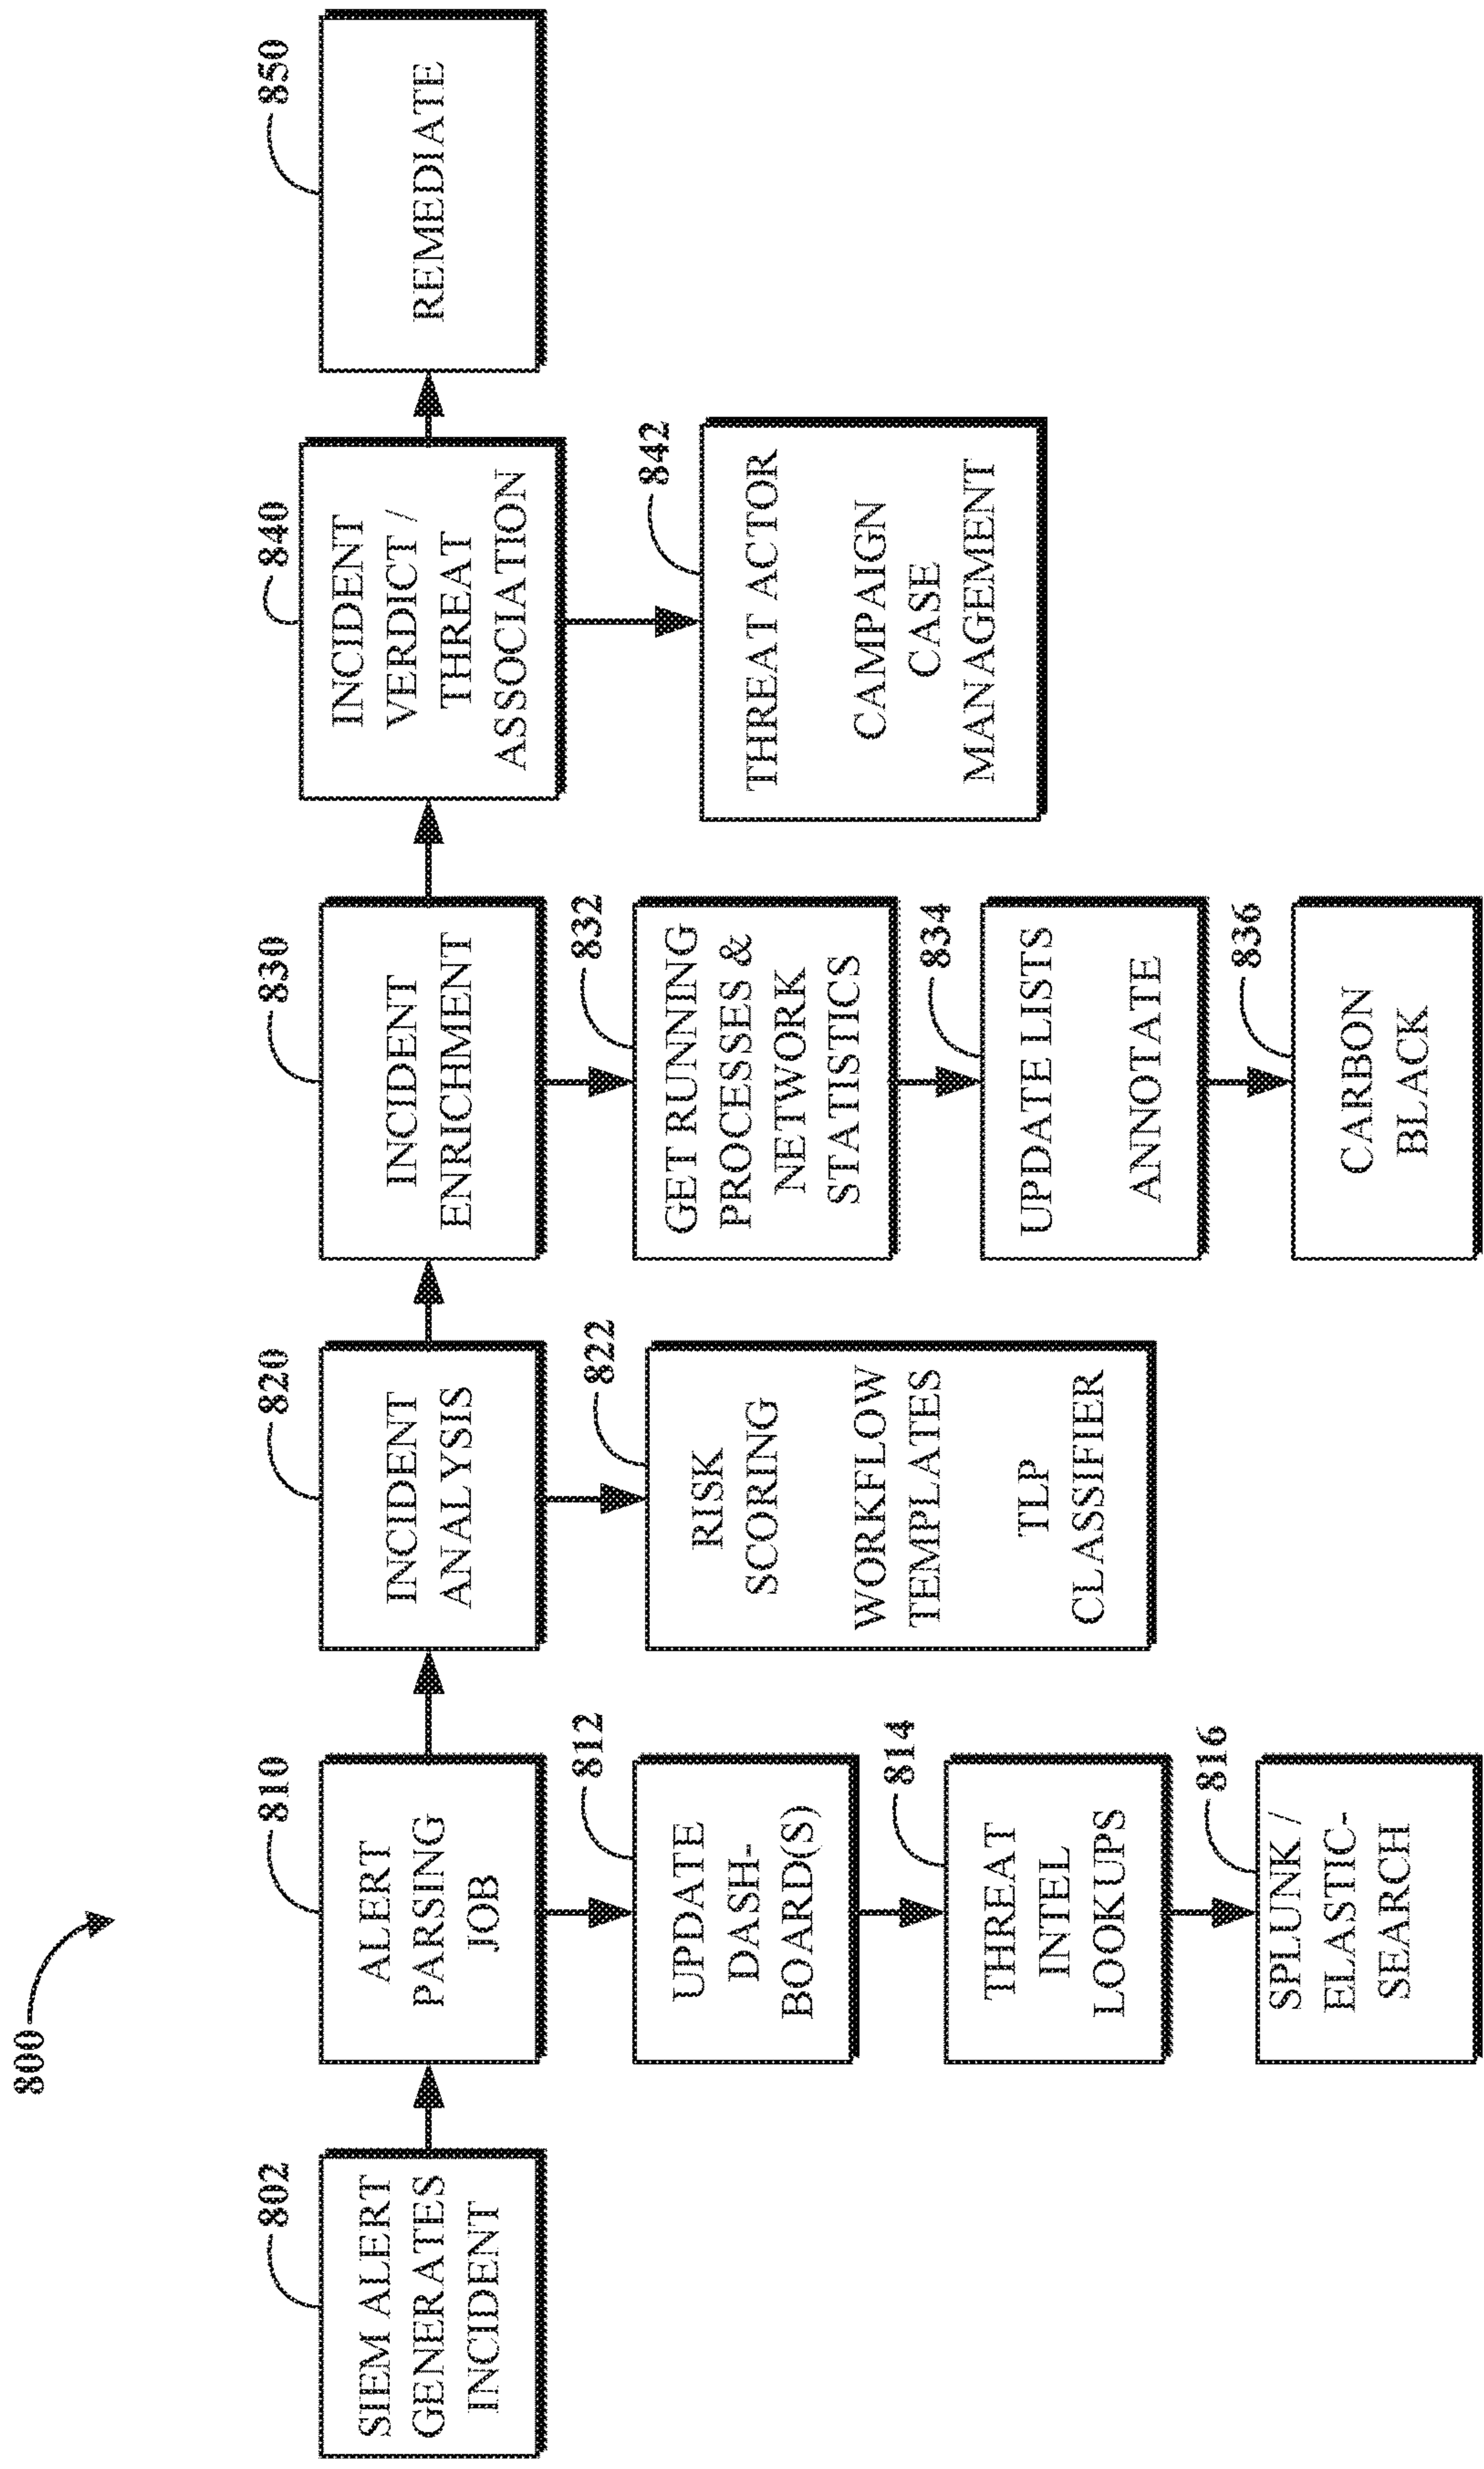 800
802
SIEM ALERT
GENERATES
INCIDENT
810
ALERT
PARSING
JOB
812
UPDATE
DASH-
BOARD(S)
814
THREAT
INTEL
LOOKUPS
816
SPLUNK /
ELASTIC-
SEARCH
820
INCIDENT
ANALYSIS
822
RISK
SCORING
WORKFLOW
TEMPLATES
TLP
CLASSIFIER
830
INCIDENT
ENRICHMENT
832
GET RUNNING
PROCESSES &
NETWORK
STATISTICS
834
UPDATE LISTS
ANNOTATE
836
CARBON
BLACK
840
INCIDENT
VERDICT /
THREAT
ASSOCIATION
842
THREAT ACTOR
CAMPAIGN
CASE
MANAGEMENT
850
REMEDIATE